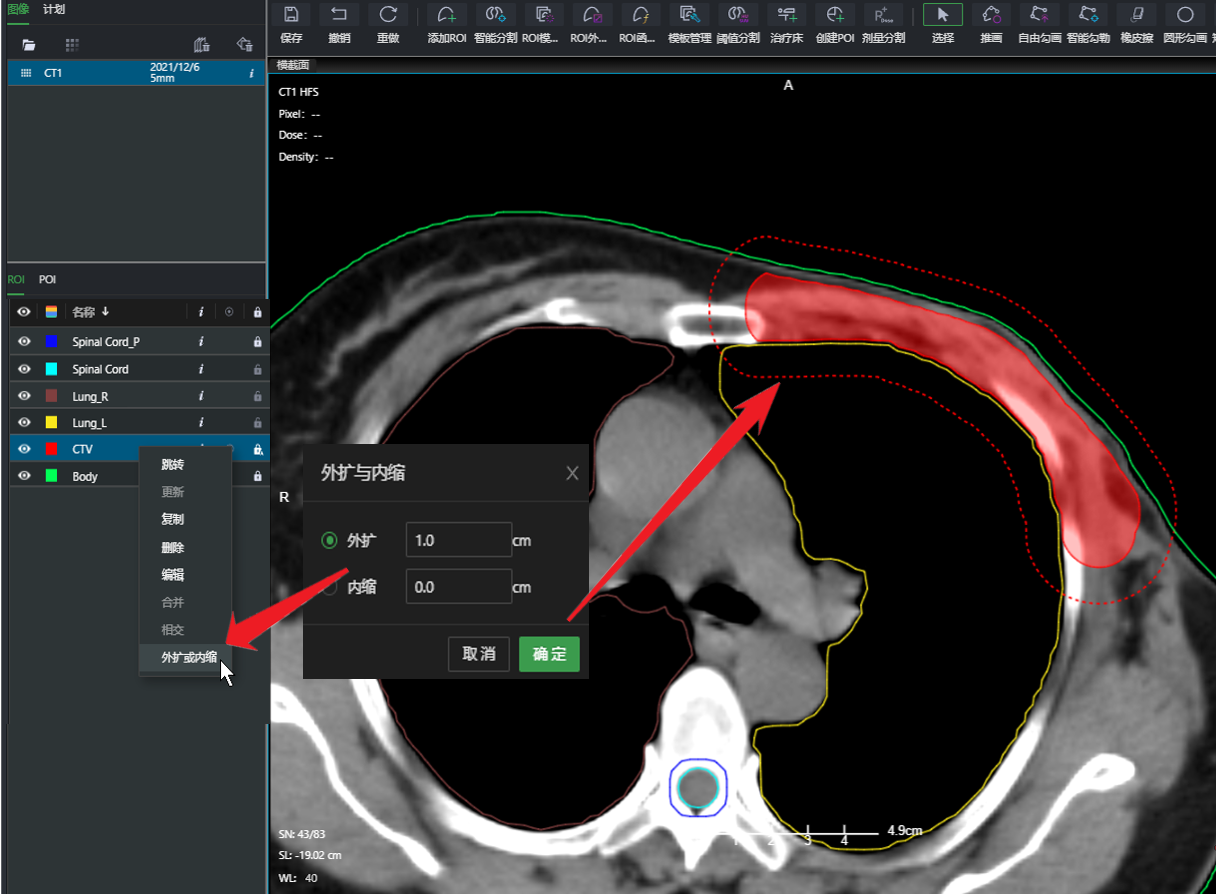 图像 计划
保存 撤销 重做 添加ROI 智能分割 ROI模... ROI外... ROI函... 模板管理 阈值分割 治疗床 创建POI 剂量分割 选择 推画 自由勾画 智能勾勒 橡皮擦 圆形勾画
CT1 2021/12/6 i
5mm
横截面
CT1 HFS
A
Pixel: --
Dose: --
Density: --
ROI POI
名称 i
Spinal Cord_P i
Spinal Cord i
Lung_R i
Lung_L i
CTV
Body
跳转
更新
复制
删除
编辑
合并
相交
外扩或内缩
R
外扩与内缩 X
外扩 1.0 cm
内缩 0.0 cm
取消 确定
1 2 3 4 4.9cm
SN: 43/83
SL: -19.02 cm
WL: 40